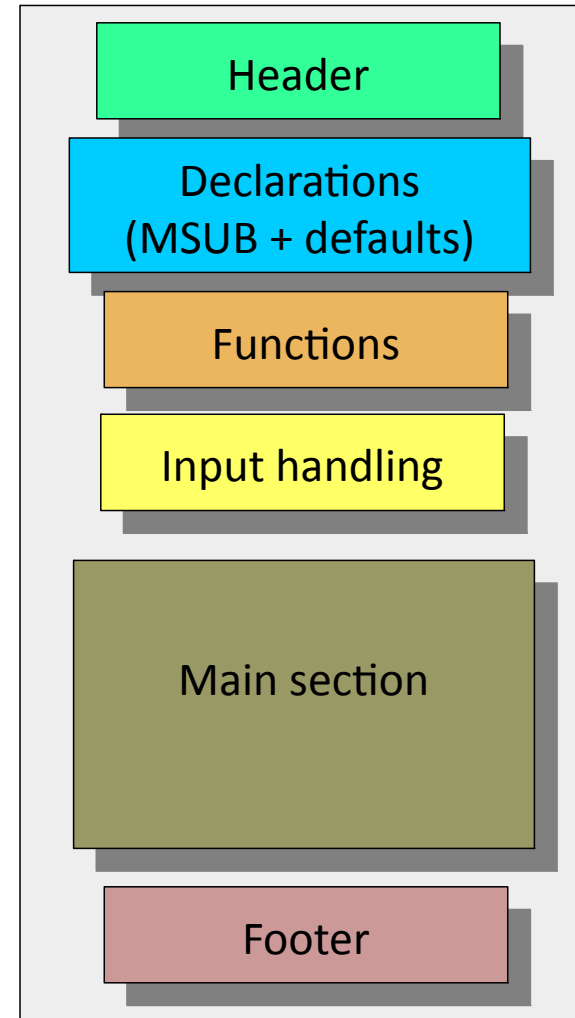 Header
Declarations
(MSUB + defaults)
Functions
Input handling
Main section
Footer